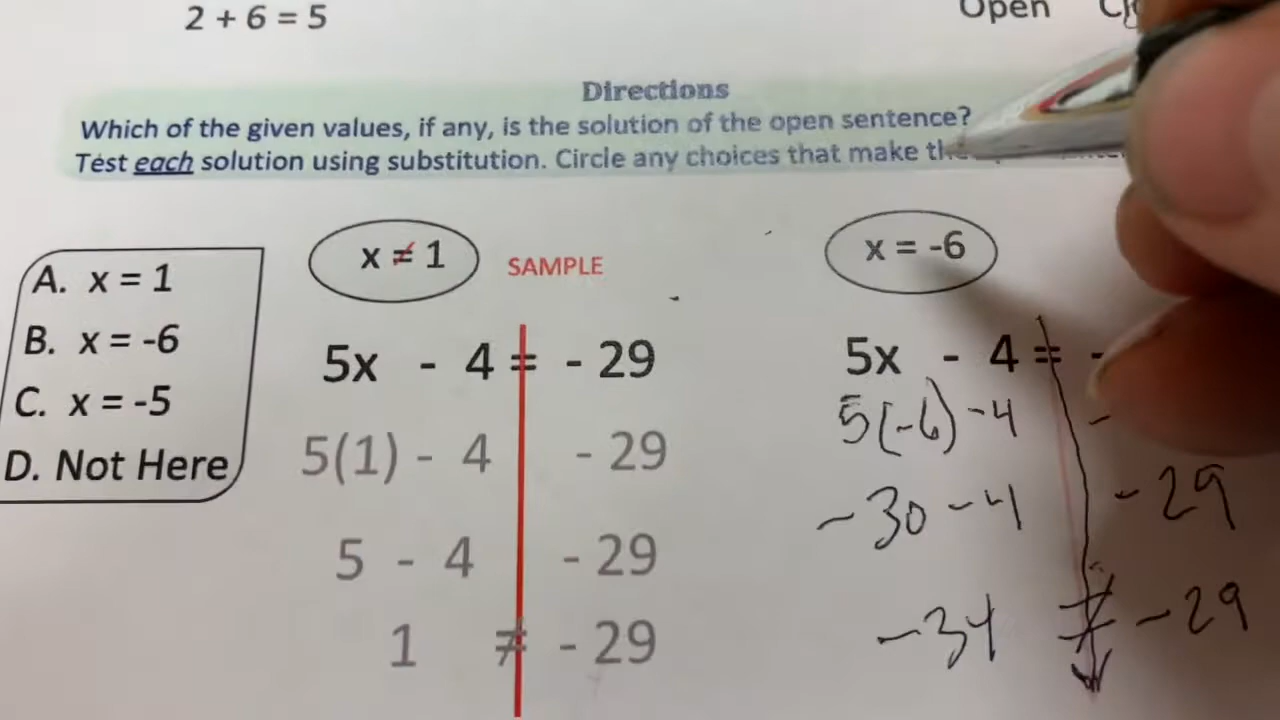 2 + 6 = 5
Open
Directions
Which of the given values, if any, is the solution of the open sentence?
Test each solution using substitution. Circle any choices that make
A. x = 1
B. x = -6
C. x = -5
D. Not Here
x ≠ 1
SAMPLE
5x - 4 = - 29
5(1) - 4 - 29
5 - 4 - 29
1 ≠ - 29
x = -6
5x - 4 = -
5(-6) -4 -
-30 -4 -29
-34 ≠ -29